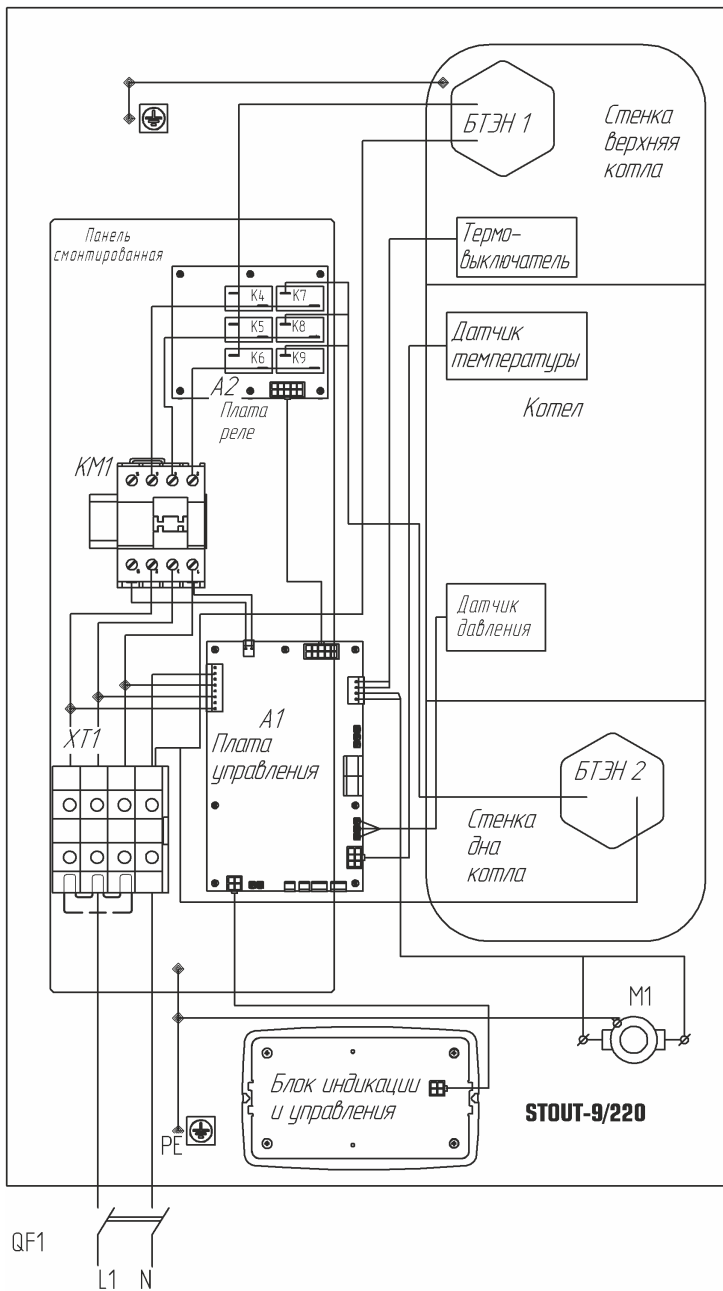 БТЭН 1
Стенка
верхняя
котла
Панель
смонтированная
Термо-
выключатель
K4
K7
K5
K8
K6
K9
A2
Плата
реле
Датчик
температуры
Котел
KM1
Датчик
давления
A1
Плата
управления
XT1
БТЭН 2
Стенка
дна
котла
M1
Блок индикации
и управления
STOUT-9/220
PE
QF1
L1
N